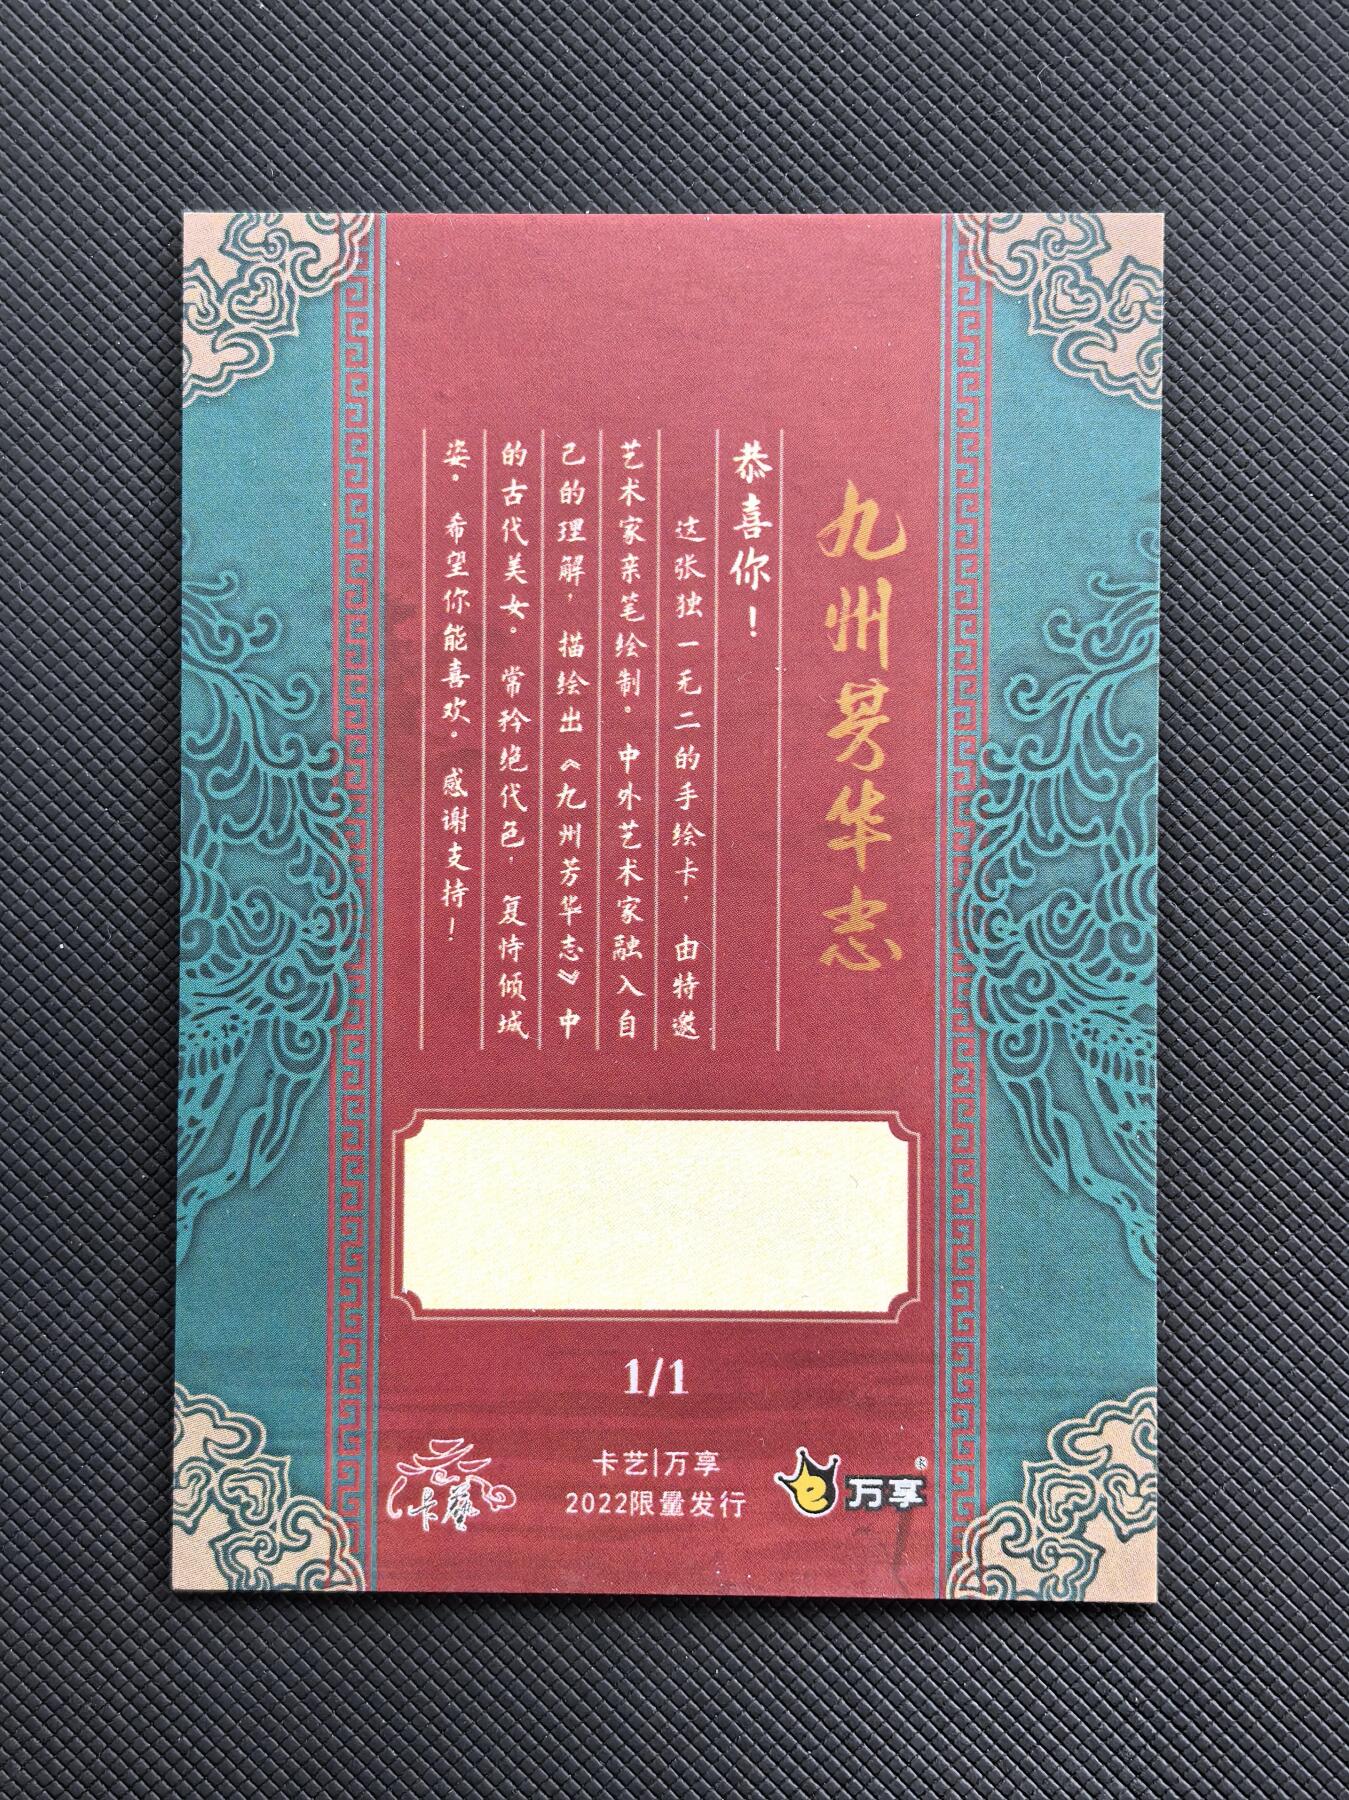 九州芳华志
恭喜你！
这张独一无二的手绘卡，由特邀
艺术家亲笔绘制。中外艺术家融入自
己的理解，描绘出《九州芳华志》中
的古代美女。常矜绝代色，复恃倾城
姿。希望你能喜欢。感谢支持！
1/1
卡藝
卡艺|万享
2022限量发行
万享®